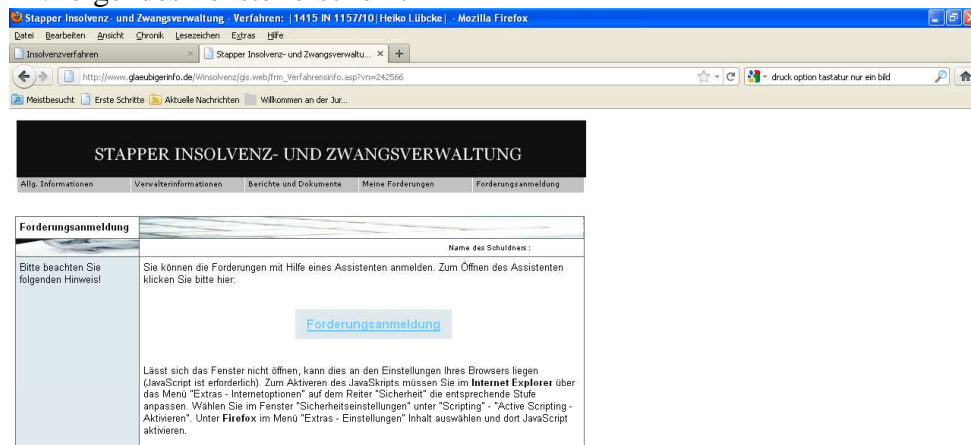 Stapper Insolvenz- und Zwangsverwaltung - Verfahren: |1415 IN 1157/10|Heiko Lübcke| - Mozilla Firefox
Datei Bearbeiten Ansicht Chronik Lesezeichen Extras Hilfe
Insolvenzverfahren × Stapper Insolvenz- und Zwangsverwaltu... × +
http://www.glaeubigerinfo.de/Winsolvenz/gis.web/frm_Verfahrensinfo.asp?vn=242566 druck option tastatur nur ein bild
Meistbesucht Erste Schritte Aktuelle Nachrichten Willkommen an der Jur...
STAPPER INSOLVENZ- UND ZWANGSVERWALTUNG
Allg. Informationen Verwalterinformationen Berichte und Dokumente Meine Forderungen Forderungsanmeldung
Forderungsanmeldung
Name des Schuldners :
Bitte beachten Sie
folgenden Hinweis!
Sie können die Forderungen mit Hilfe eines Assistenten anmelden. Zum Öffnen des Assistenten
klicken Sie bitte hier:
Forderungsanmeldung
Lässt sich das Fenster nicht öffnen, kann dies an den Einstellungen Ihres Browsers liegen
(JavaScript ist erforderlich). Zum Aktivieren des JavaSkripts müssen Sie im Internet Explorer über
das Menü "Extras - Internetoptionen" auf dem Reiter "Sicherheit" die entsprechende Stufe
anpassen. Wählen Sie im Fenster "Sicherheitseinstellungen" unter "Scripting" - "Active Scripting -
Aktivieren". Unter Firefox im Menü "Extras - Einstellungen" Inhalt auswählen und dort JavaScript
aktivieren.